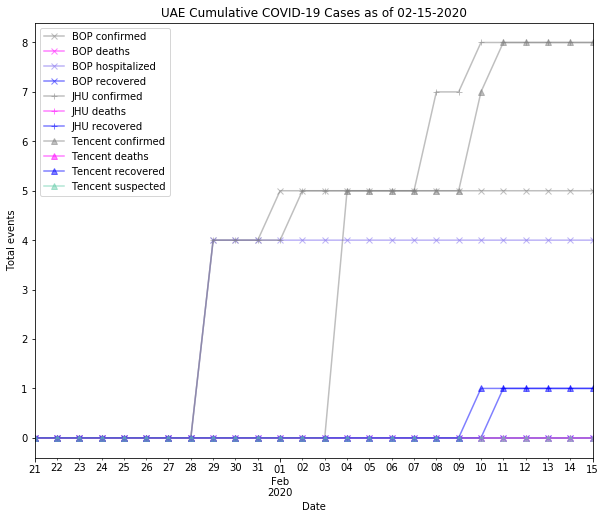 UAE Cumulative COVID-19 Cases as of 02-15-2020
BOP confirmed
BOP deaths
BOP hospitalized
BOP recovered
JHU confirmed
JHU deaths
JHU recovered
Tencent confirmed
Tencent deaths
Tencent recovered
Tencent suspected
8
7
6
5
4
3
2
1
0
Total events
21 22 23 24 25 26 27 28 29 30 31 01 02 03 04 05 06 07 08 09 10 11 12 13 14 15
Feb
2020
Date